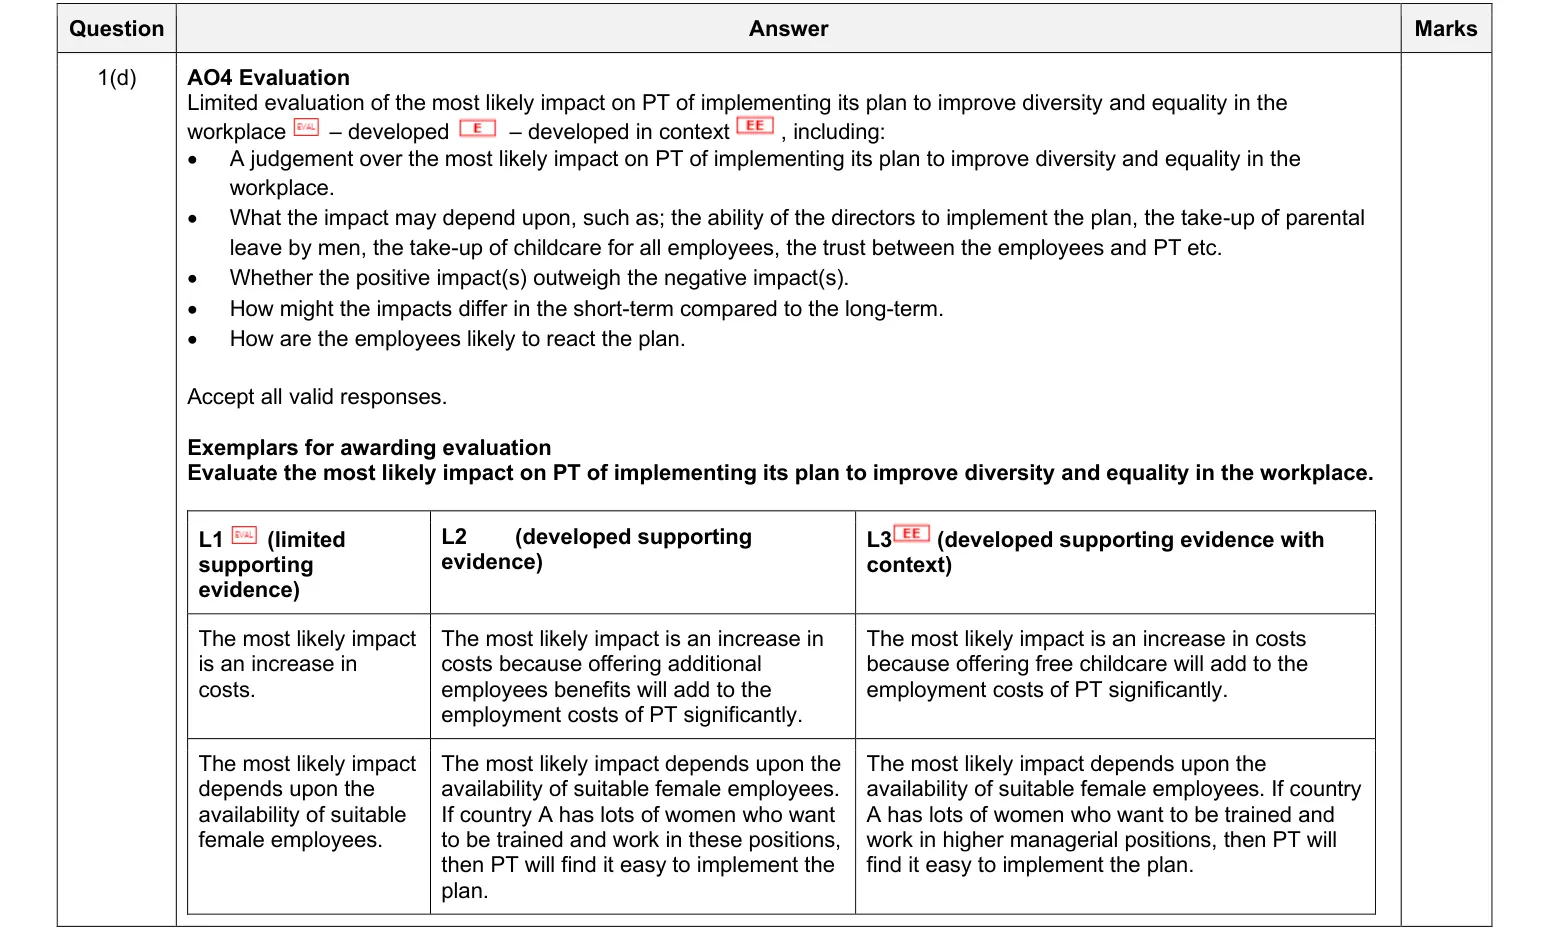 Question Answer Marks
1(d)
AO4 Evaluation
Limited evaluation of the most likely impact on PT of implementing its plan to improve diversity and equality in the
workplace EVAL – developed E – developed in context EE , including:
• A judgement over the most likely impact on PT of implementing its plan to improve diversity and equality in the
workplace.
• What the impact may depend upon, such as; the ability of the directors to implement the plan, the take-up of parental
leave by men, the take-up of childcare for all employees, the trust between the employees and PT etc.
• Whether the positive impact(s) outweigh the negative impact(s).
• How might the impacts differ in the short-term compared to the long-term.
• How are the employees likely to react the plan.
Accept all valid responses.
Exemplars for awarding evaluation
Evaluate the most likely impact on PT of implementing its plan to improve diversity and equality in the workplace.
L1 EVAL (limited
supporting
evidence)
L2 (developed supporting
evidence)
L3 EE (developed supporting evidence with
context)
The most likely impact
is an increase in
costs.
The most likely impact is an increase in
costs because offering additional
employees benefits will add to the
employment costs of PT significantly.
The most likely impact is an increase in costs
because offering free childcare will add to the
employment costs of PT significantly.
The most likely impact
depends upon the
availability of suitable
female employees.
The most likely impact depends upon the
availability of suitable female employees.
If country A has lots of women who want
to be trained and work in these positions,
then PT will find it easy to implement the
plan.
The most likely impact depends upon the
availability of suitable female employees. If country
A has lots of women who want to be trained and
work in higher managerial positions, then PT will
find it easy to implement the plan.